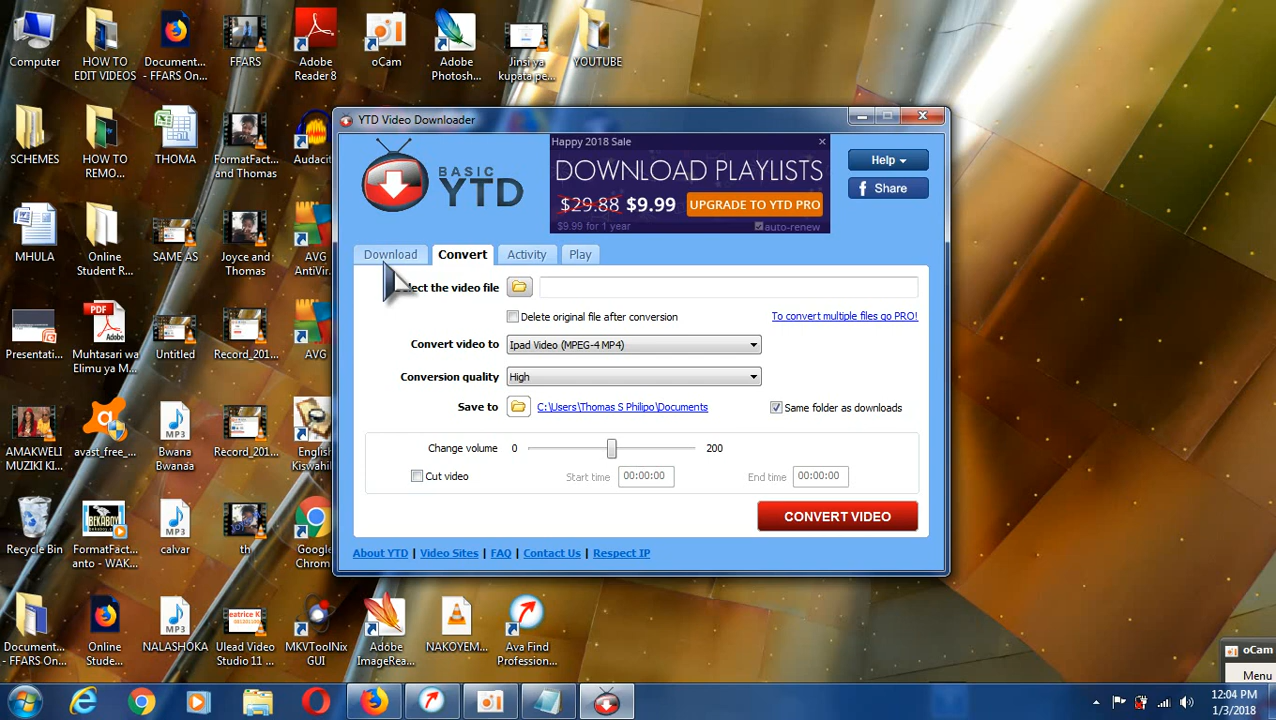 Computer
HOW TO
EDIT VIDEOS
Document...
- FFARS On...
FFARS
Adobe
Reader 8
oCam
Adobe
Photosh...
Jinsi ya
kupata pe...
YOUTUBE
SCHEMES
HOW TO
REMO...
THOMA
FormatFact...
and Thomas
Audacit
MHULA
Online
Student R...
SAME AS
Joyce and
Thomas
AVG
AntiVir
Presentati...
Muhtasari wa
Elimu ya M...
Untitled
Record_201...
AVG
AMAKWELI
MUZIKI KI...
avast_free_...
Bwana
Bwanaa
Record_201...
English
Kiswahil
Recycle Bin
FormatFact...
anto - WAK...
calvar
th
Google
Chrom
Document...
- FFARS On...
Online
Stude...
NALASHOKA
Ulead Video
Studio 11 ...
MKVToolNix
GUI
Adobe
ImageRea...
NAKOYEM...
Ava Find
Profession...
YTD Video Downloader
BASIC
YTD
Happy 2018 Sale
DOWNLOAD PLAYLISTS
$29.88 $9.99 UPGRADE TO YTD PRO
$9.99 for 1 year auto-renew
Help
Share
Download Convert Activity Play
lect the video file
Delete original file after conversion
To convert multiple files go PRO!
Convert video to Ipad Video (MPEG-4 MP4)
Conversion quality High
Save to C:\Users\Thomas S Philipo\Documents Same folder as downloads
Change volume 0 200
Cut video Start time 00:00:00 End time 00:00:00
CONVERT VIDEO
About YTD | Video Sites | FAQ | Contact Us | Respect IP
oCam
Menu
12:04 PM
1/3/2018